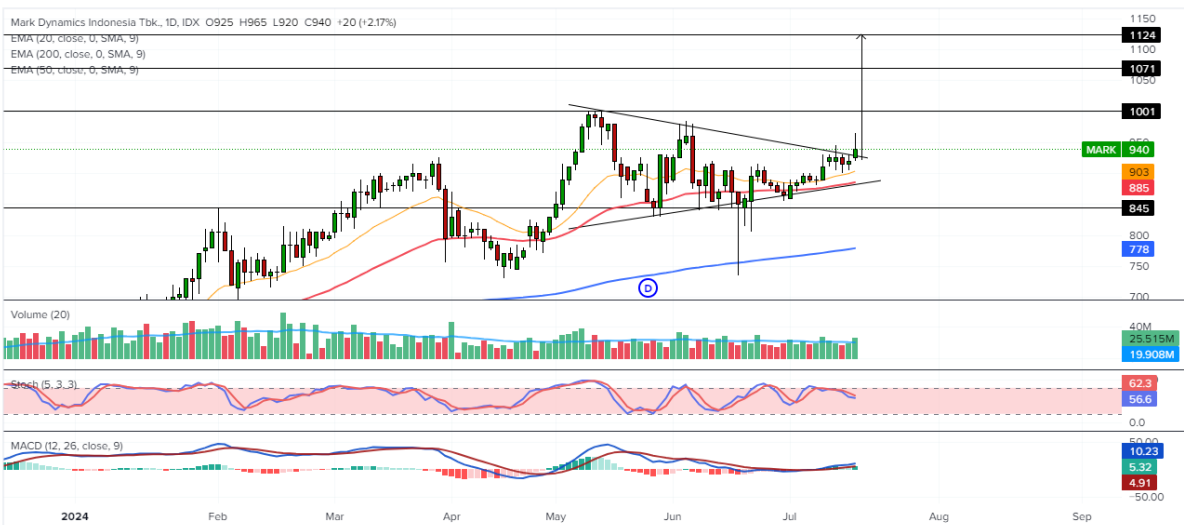 Mark Dynamics Indonesia Tbk., 1D, IDX O925 H965 L920 C940 +20 (+2.17%)
EMA (20, close, 0, SMA, 9)
EMA (200, close, 0, SMA, 9)
EMA (50, close, 0, SMA, 9)
1150
1124
1100
1071
1050
1001
MARK 940
903
885
845
800
778
750
700
D
Volume (20)
40M
25.515M
19.908M
Stoch (5, 3, 3)
62.3
56.6
0.0
MACD (12, 26, close, 9)
50.00
10.23
5.32
4.91
−50.00
2024 Feb Mar Apr May Jun Jul Aug Sep